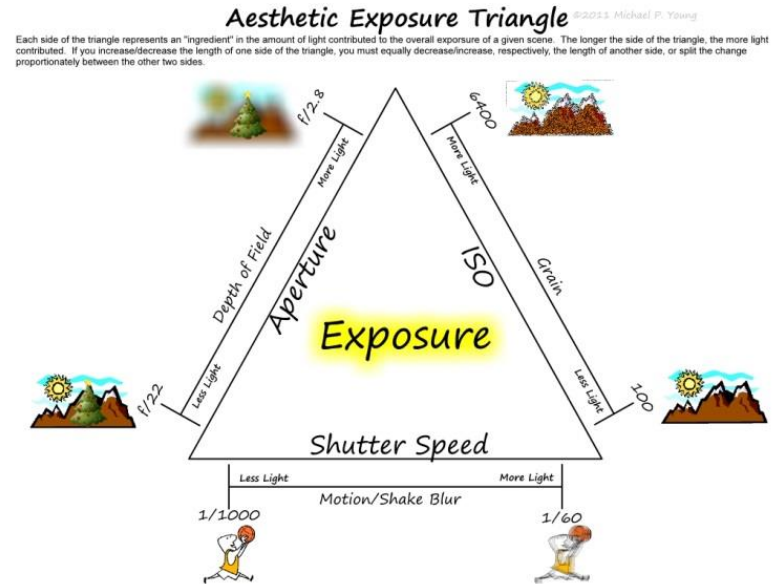 Aesthetic Exposure Triangle ©2011 Michael P. Young
Each side of the triangle represents an "ingredient" in the amount of light contributed to the overall exporsure of a given scene. The longer the side of the triangle, the more light
contributed. If you increase/decrease the length of one side of the triangle, you must equally decrease/increase, respectively, the length of another side, or split the change
proportionately between the other two sides.
f/2.8
6400
More Light
More Light
Depth of Field
Aperture
ISO
Grain
Exposure
Less Light
Less Light
f/22
100
Shutter Speed
Less Light
More Light
Motion/Shake Blur
1/1000
1/60